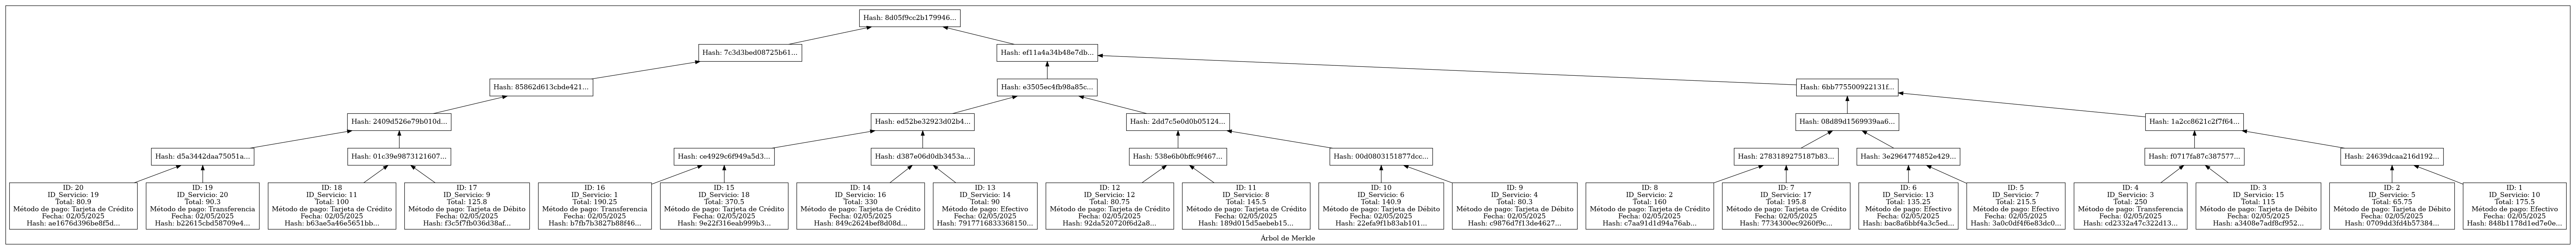 Hash: 8d05f9cc2b179946...
Hash: 7c3d3bed08725b61...
Hash: ef11a4a34b48e7db...
Hash: 85862d613cbde421...
Hash: e3505ec4fb98a85c...
Hash: 6bb775500922131f...
Hash: 2409d526e79b010d...
Hash: ed52be32923d02b4...
Hash: 2dd7c5e0d0b05124...
Hash: 08d89d1569939aa6...
Hash: 1a2cc8621c2f7f64...
Hash: d5a3442daa75051a...
Hash: 01c39e9873121607...
Hash: ce4929c6f949a5d3...
Hash: d387e06d0db3453a...
Hash: 538e6b0bffc9f467...
Hash: 00d0803151877dcc...
Hash: 2783189275187b83...
Hash: 3e2964774852e429...
Hash: f0717fa87c387577...
Hash: 24639dcaa216d192...
ID: 20
ID_Servicio: 19
Total: 80.9
Método de pago: Tarjeta de Crédito
Fecha: 02/05/2025
Hash: ae1676d396be8f5d...
ID: 19
ID_Servicio: 20
Total: 90.3
Método de pago: Transferencia
Fecha: 02/05/2025
Hash: b22615cbd58709e4...
ID: 18
ID_Servicio: 11
Total: 100
Método de pago: Tarjeta de Crédito
Fecha: 02/05/2025
Hash: b63ae5a46e5651bb...
ID: 17
ID_Servicio: 9
Total: 125.8
Método de pago: Tarjeta de Débito
Fecha: 02/05/2025
Hash: f3c5f7fb036d38af...
ID: 16
ID_Servicio: 1
Total: 190.25
Método de pago: Transferencia
Fecha: 02/05/2025
Hash: b7fb7b3827b88f46...
ID: 15
ID_Servicio: 18
Total: 370.5
Método de pago: Tarjeta de Crédito
Fecha: 02/05/2025
Hash: 9e22f316eab999b3...
ID: 14
ID_Servicio: 16
Total: 330
Método de pago: Tarjeta de Crédito
Fecha: 02/05/2025
Hash: 849c2624bef8d08d...
ID: 13
ID_Servicio: 14
Total: 90
Método de pago: Efectivo
Fecha: 02/05/2025
Hash: 7917716833368150...
ID: 12
ID_Servicio: 12
Total: 80.75
Método de pago: Tarjeta de Crédito
Fecha: 02/05/2025
Hash: 92da520720f6d2a8...
ID: 11
ID_Servicio: 8
Total: 145.5
Método de pago: Tarjeta de Crédito
Fecha: 02/05/2025
Hash: 189d015d5aebeb15...
ID: 10
ID_Servicio: 6
Total: 140.9
Método de pago: Tarjeta de Débito
Fecha: 02/05/2025
Hash: 22efa9f1b83ab101...
ID: 9
ID_Servicio: 4
Total: 80.3
Método de pago: Tarjeta de Débito
Fecha: 02/05/2025
Hash: c9876d7f13de4627...
ID: 8
ID_Servicio: 2
Total: 160
Método de pago: Tarjeta de Crédito
Fecha: 02/05/2025
Hash: c7aa91d1d94a76ab...
ID: 7
ID_Servicio: 17
Total: 195.8
Método de pago: Tarjeta de Crédito
Fecha: 02/05/2025
Hash: 7734300ec9260f9c...
ID: 6
ID_Servicio: 13
Total: 135.25
Método de pago: Efectivo
Fecha: 02/05/2025
Hash: bac8a6bbf4a3c5ed...
ID: 5
ID_Servicio: 7
Total: 215.5
Método de pago: Efectivo
Fecha: 02/05/2025
Hash: 3a0c0df4f6e83dc0...
ID: 4
ID_Servicio: 3
Total: 250
Método de pago: Transferencia
Fecha: 02/05/2025
Hash: cd2332a47c322d13...
ID: 3
ID_Servicio: 15
Total: 115
Método de pago: Tarjeta de Débito
Fecha: 02/05/2025
Hash: a3408e7adf8cf952...
ID: 2
ID_Servicio: 5
Total: 65.75
Método de pago: Tarjeta de Débito
Fecha: 02/05/2025
Hash: 0709dd3fd4b57384...
ID: 1
ID_Servicio: 10
Total: 175.5
Método de pago: Tarjeta de Crédito
Fecha: 02/05/2025
Hash: 848b1178d1ed7e0e...
Árbol de Merkle